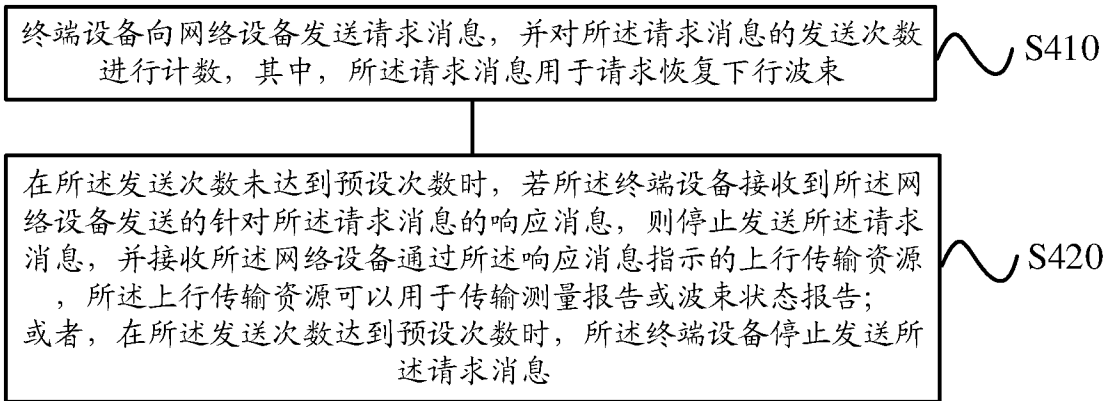 终端设备向网络设备发送请求消息，并对所述请求消息的发送次数
进行计数，其中，所述请求消息用于请求恢复下行波束
S410
在所述发送次数未达到预设次数时，若所述终端设备接收到所述网
络设备发送的针对所述请求消息的响应消息，则停止发送所述请求
消息，并接收所述网络设备通过所述响应消息指示的上行传输资源
，所述上行传输资源可以用于传输测量报告或波束状态报告；
或者，在所述发送次数达到预设次数时，所述终端设备停止发送所
述请求消息
S420